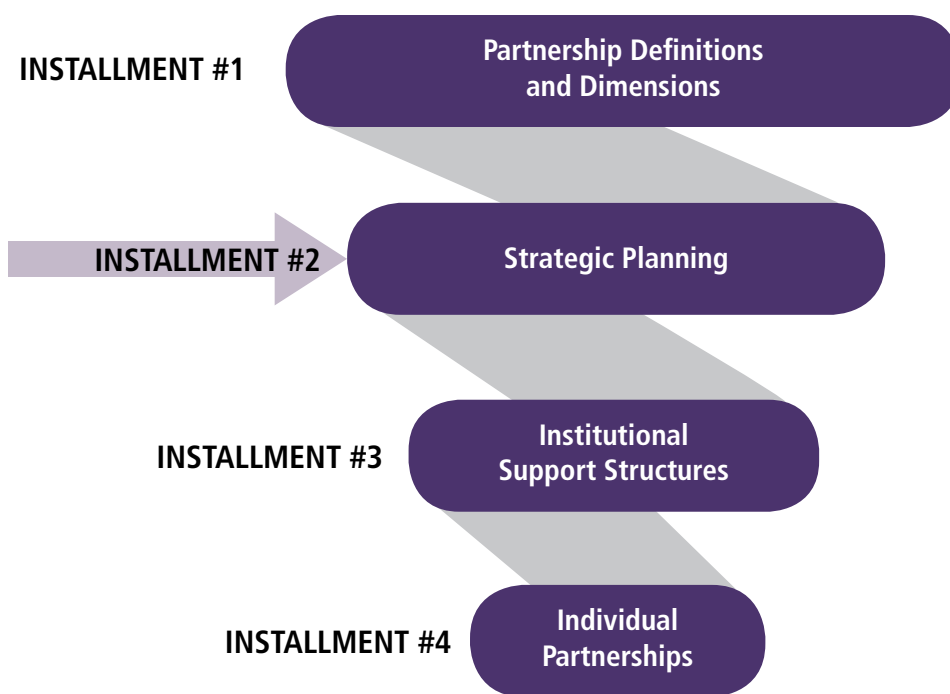 INSTALLMENT #1
Partnership Definitions
and Dimensions
INSTALLMENT #2
Strategic Planning
INSTALLMENT #3
Institutional
Support Structures
INSTALLMENT #4
Individual
Partnerships